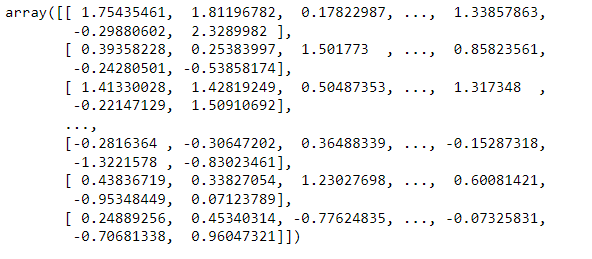 array([[ 1.75435461,  1.81196782,  0.17822987, ...,  1.33857863,
        -0.29880602,  2.3289982 ],
       [ 0.39358228,  0.25383997,  1.501773  , ...,  0.85823561,
        -0.24280501, -0.53858174],
       [ 1.41330028,  1.42819249,  0.50487353, ...,  1.317348  ,
        -0.22147129,  1.50910692],
       ...,
       [-0.2816364 , -0.30647202,  0.36488339, ..., -0.15287318,
        -1.3221578 , -0.83023461],
       [ 0.43836719,  0.33827054,  1.23027698, ...,  0.60081421,
        -0.95348449,  0.07123789],
       [ 0.24889256,  0.45340314, -0.77624835, ..., -0.07325831,
        -0.70681338,  0.96047321]])